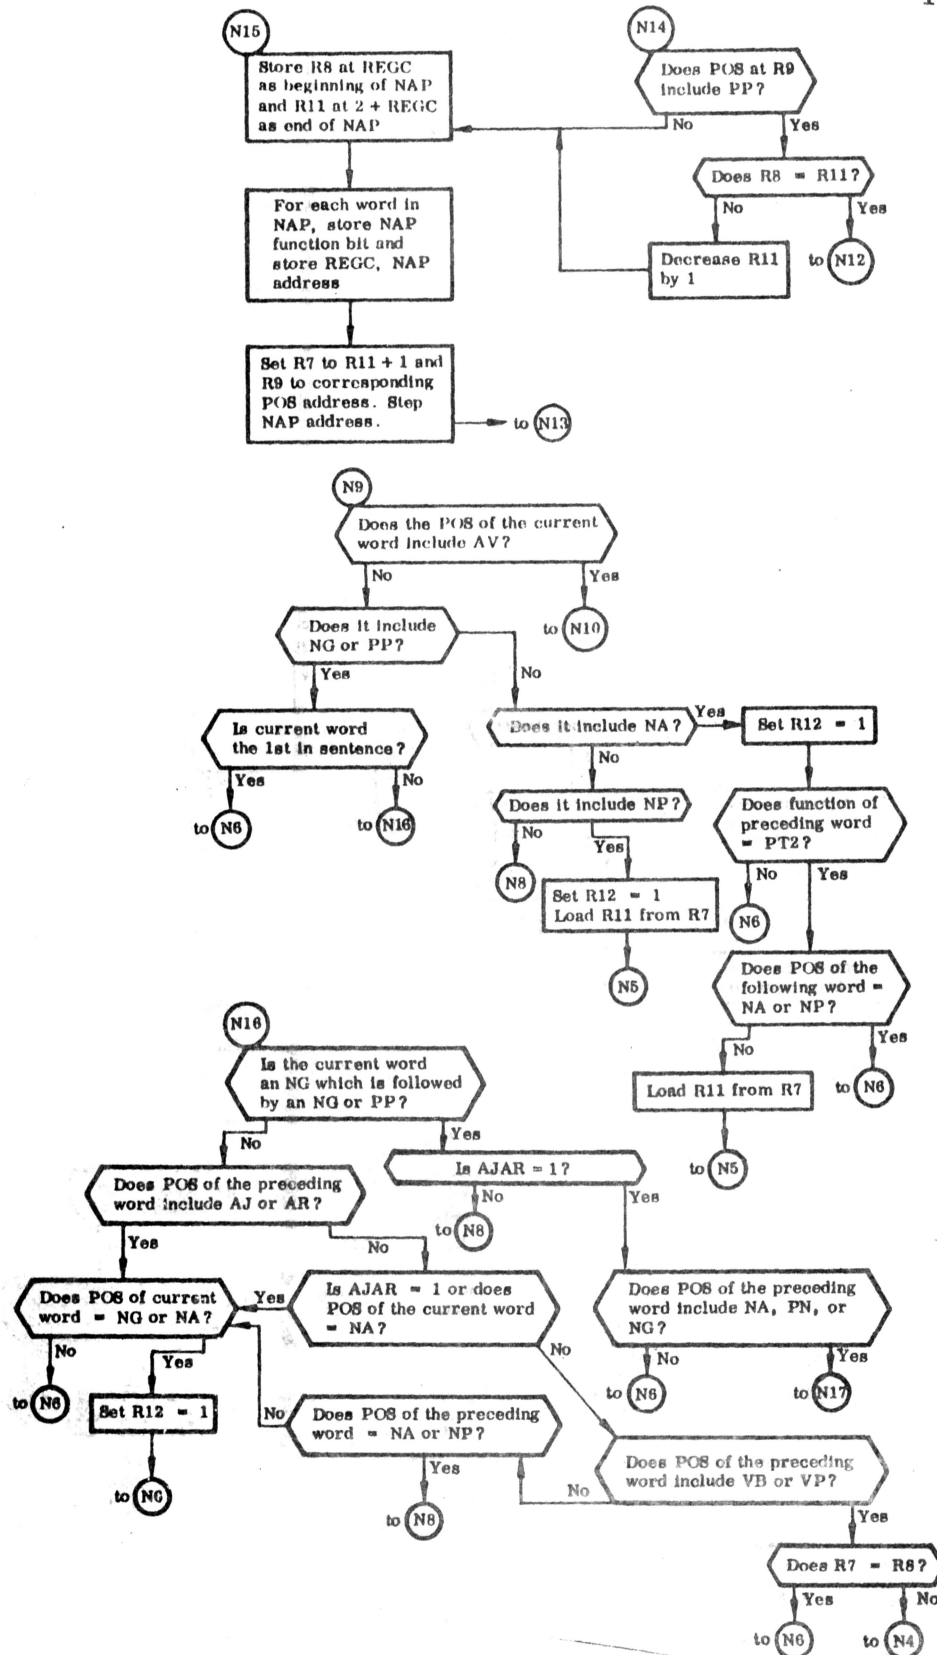 N15
Store R8 at REGC
as beginning of NAP
and R11 at 2 + REGC
as end of NAP
N14
Does POS at R9
include PP?
No
Yes
Does R8 = R11?
No
Yes
For each word in
NAP, store NAP
function bit and
store REGC, NAP
address
Decrease R11
by 1
to N12
Set R7 to R11 + 1 and
R9 to corresponding
POS address. Step
NAP address.
to N13
N9
Does the POS of the current
word include AV?
No
Yes
to N10
Does it include
NG or PP?
Yes
No
Is current word
the 1st in sentence?
Yes
No
to N6
to N16
Does it include NA?
Yes
Set R12 = 1
No
Does it include NP?
No
Yes
N8
Set R12 = 1
Load R11 from R7
N5
Does function of
preceding word
= PT2?
No
Yes
N6
Does POS of the
following word =
NA or NP?
No
Yes
Load R11 from R7
to N6
to N5
N16
Is the current word
an NG which is followed
by an NG or PP?
No
Yes
Does POS of the preceding
word include AJ or AR?
Is AJAR = 1?
No
Yes
to N8
Yes
No
Does POS of current
word = NG or NA?
Yes
Is AJAR = 1 or does
POS of the current word
= NA?
No
Does POS of the preceding
word include NA, PN, or
NG?
No
Yes
to N6
to N17
No
Yes
to N6
Set R12 = 1
to N6
No
Does POS of the preceding
word = NA or NP?
Yes
to N8
Does POS of the preceding
word include VB or VP?
No
Yes
Does R7 = R8?
Yes
No
to N6
to N4